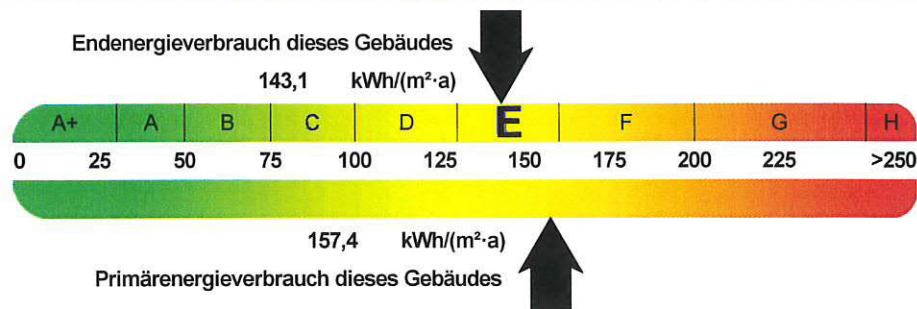 Endenergieverbrauch dieses Gebäudes
143,1 kWh/(m²·a)
A+ A B C D E F G H
0 25 50 75 100 125 150 175 200 225 >250
157,4 kWh/(m²·a)
Primärenergieverbrauch dieses Gebäudes